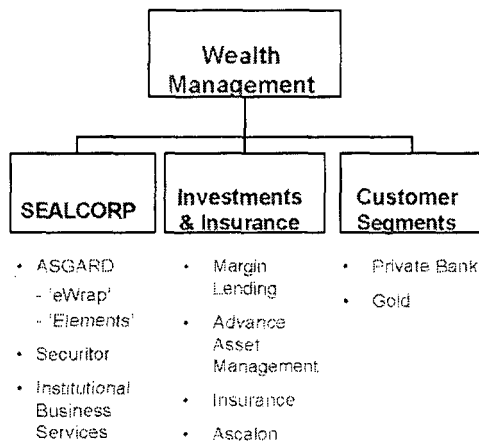 Wealth
Management
SEALCORP
Investments
& Insurance
Customer
Segments
• ASGARD
- 'eWrap'
- 'Elements'
• Securitor
• Institutional
Business
Services
• Margin
Lending
• Advance
Asset
Management
• Insurance
• Ascalon
• Private Bank
• Gold